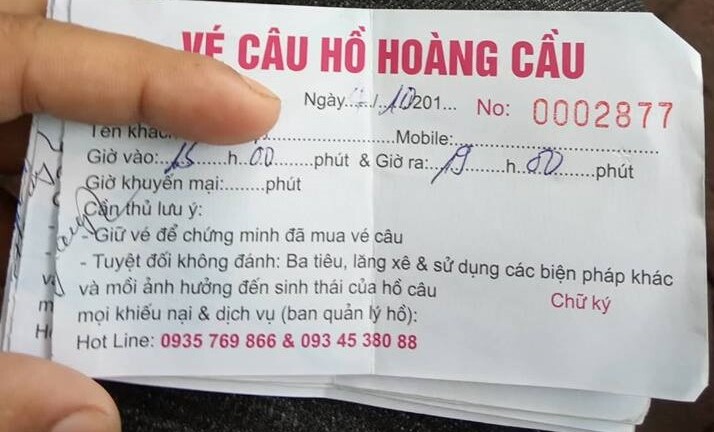 VÉ CÂU HỒ HOÀNG CẦU
Ngày..../..10.201... No: 0002877
Tên khác.....................Mobile:..............................
Giờ vào:.15......h.00.......phút & Giờ ra:..19.......h.00......phút
Giờ khuyến mại:.......phút
Cần thủ lưu ý:
- Giữ vé để chứng minh đã mua vé câu
- Tuyệt đối không đánh: Ba tiêu, lăng xê & sử dụng các biện pháp khác
và mồi ảnh hưởng đến sinh thái của hồ câu
Chữ ký
mọi khiếu nại & dịch vụ (ban quản lý hồ):
Hot Line: 0935 769 866 & 093 45 380 88